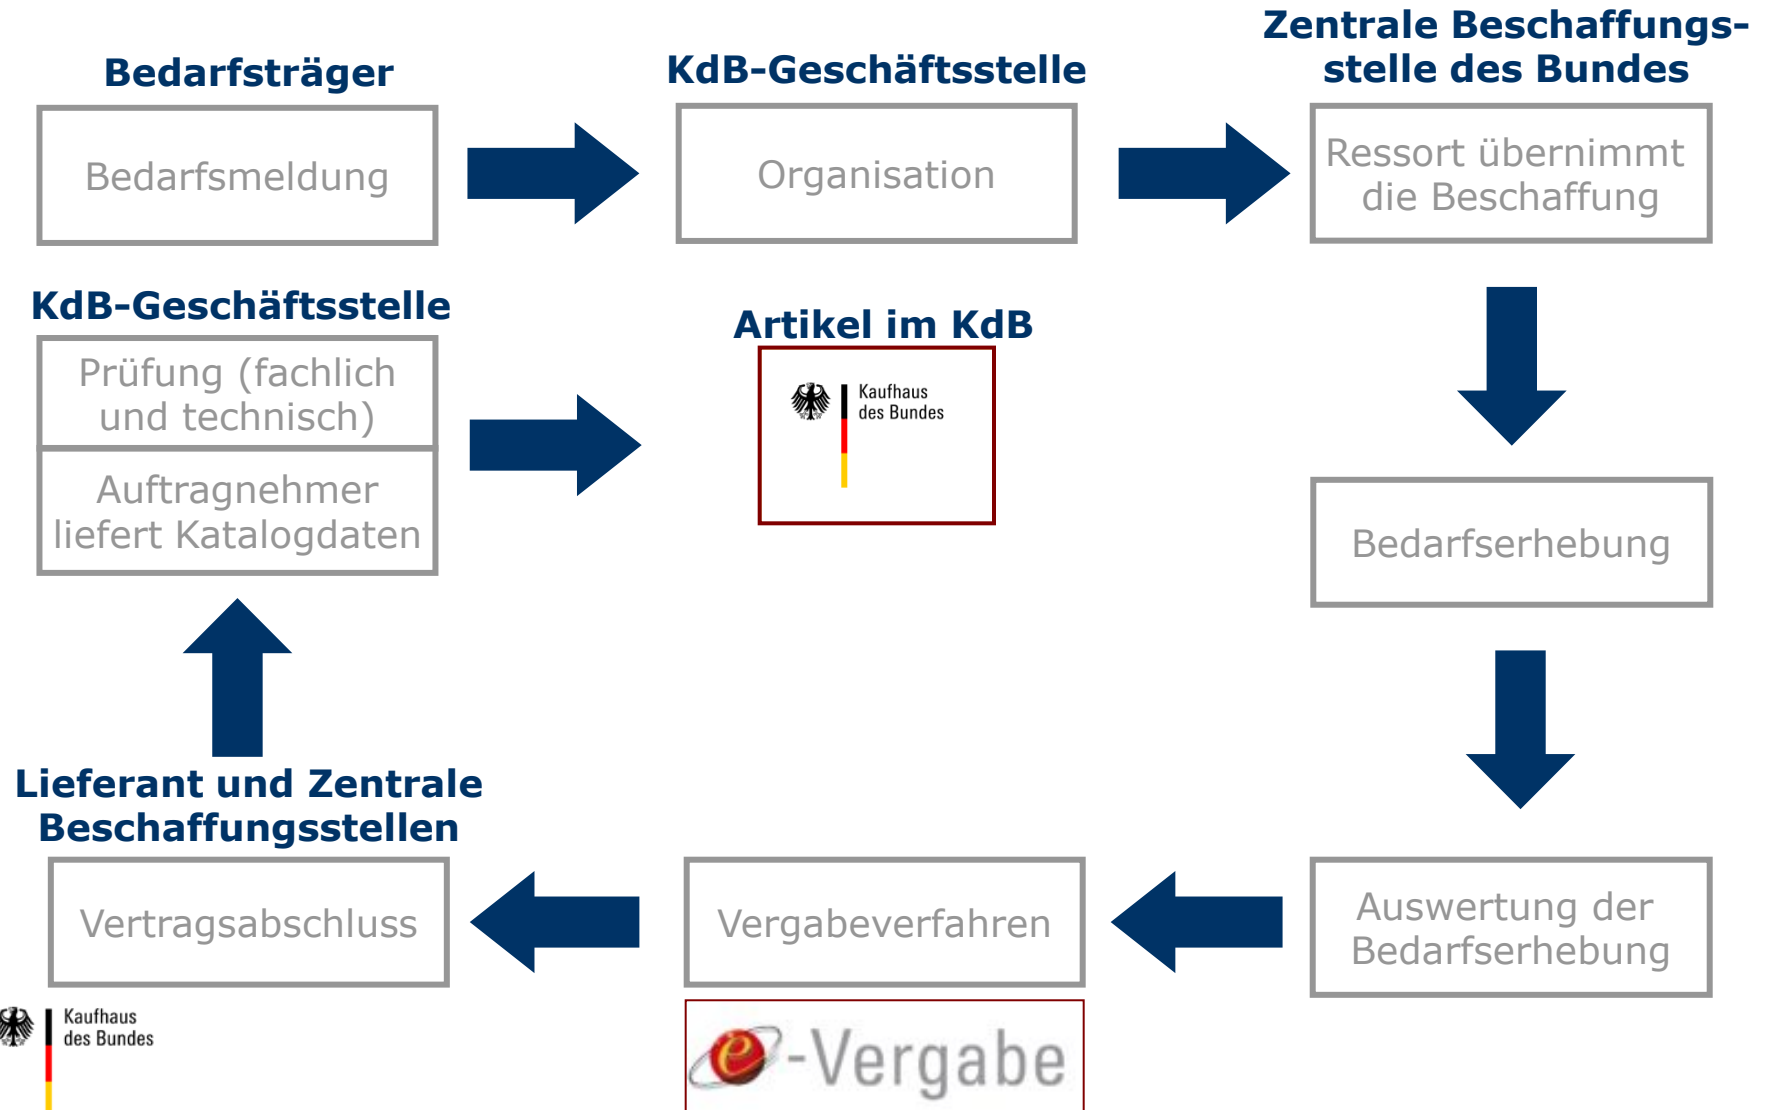 Bedarfsträger
Bedarfsmeldung
KdB-Geschäftsstelle
Organisation
Zentrale Beschaffungs-
stelle des Bundes
Ressort übernimmt
die Beschaffung
Bedarfserhebung
Auswertung der
Bedarfserhebung
Vergabeverfahren
e-Vergabe
Lieferant und Zentrale
Beschaffungsstellen
Vertragsabschluss
KdB-Geschäftsstelle
Prüfung (fachlich
und technisch)
Auftragnehmer
liefert Katalogdaten
Artikel im KdB
Kaufhaus
des Bundes
Kaufhaus
des Bundes